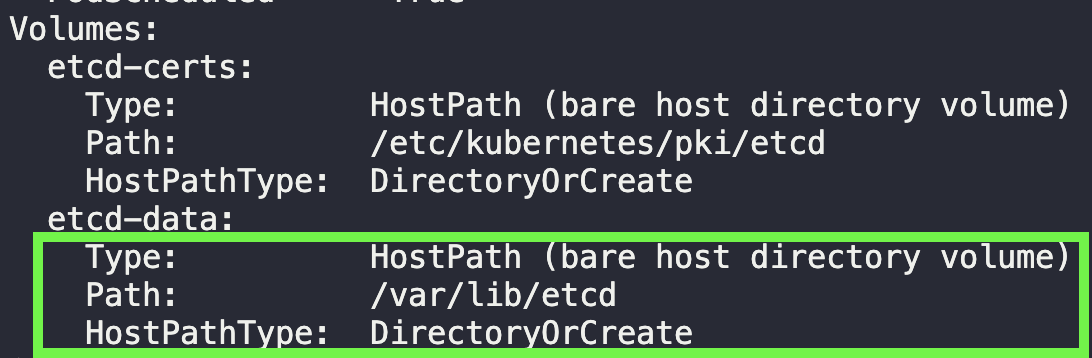 Volumes:
etcd-certs:
Type: HostPath (bare host directory volume)
Path: /etc/kubernetes/pki/etcd
HostPathType: DirectoryOrCreate
etcd-data:
Type: HostPath (bare host directory volume)
Path: /var/lib/etcd
HostPathType: DirectoryOrCreate